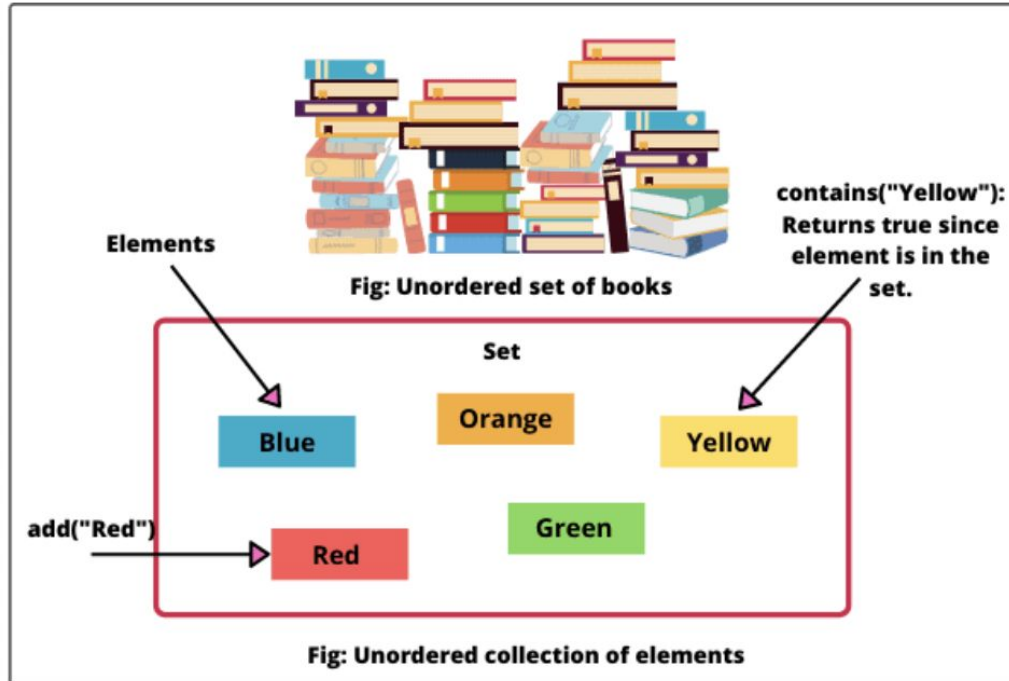 contains("Yellow"):
Returns true since
element is in the
set.
Elements
Fig: Unordered set of books
Set
Blue
Orange
Yellow
add("Red")
Red
Green
Fig: Unordered collection of elements